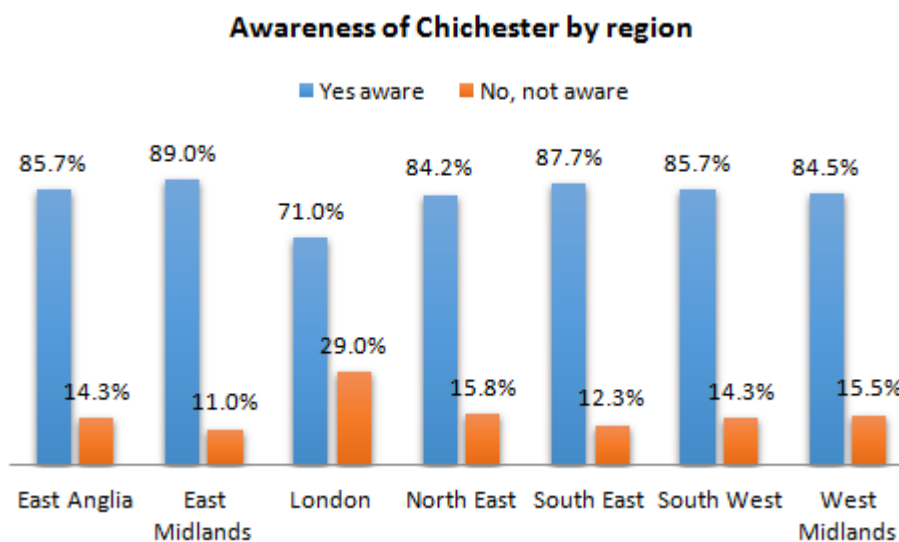 Awareness of Chichester by region
Yes aware No, not aware
85.7% 89.0% 71.0% 84.2% 87.7% 85.7% 84.5%
14.3% 11.0% 29.0% 15.8% 12.3% 14.3% 15.5%
East Anglia East London North East South East South West West
Midlands Midlands